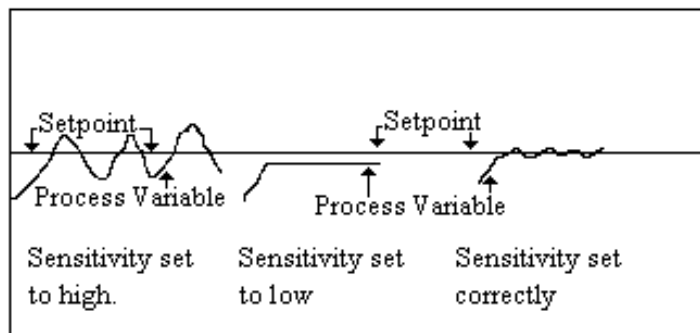 Setpoint
Setpoint
Process Variable
Process Variable
Sensitivity set
to high.
Sensitivity set
to low
Sensitivity set
correctly